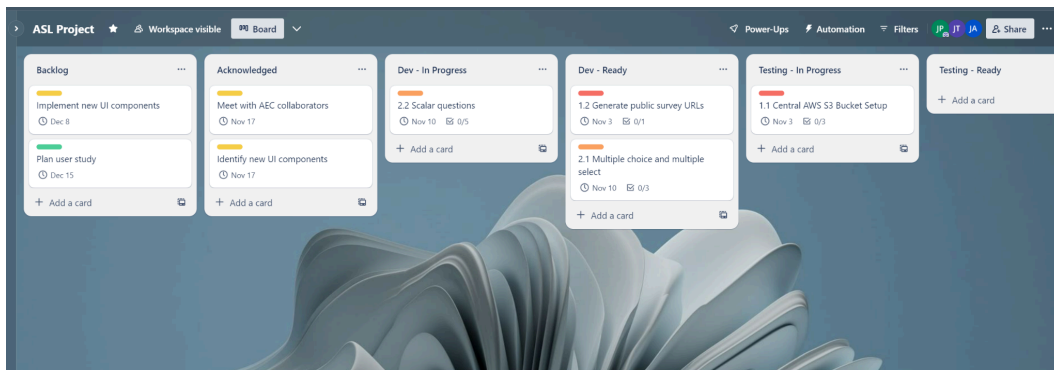 ASL Project
Workspace visible
Board
Power-Ups
Automation
Filters
JP
JT
JA
Share
Backlog
Implement new UI components
Dec 8
Plan user study
Dec 15
+ Add a card
Acknowledged
Meet with AEC collaborators
Nov 17
Identify new UI components
Nov 17
+ Add a card
Dev - In Progress
2.2 Scalar questions
Nov 10 0/5
+ Add a card
Dev - Ready
1.2 Generate public survey URLs
Nov 3 0/1
2.1 Multiple choice and multiple
select
Nov 10 0/3
+ Add a card
Testing - In Progress
1.1 Central AWS S3 Bucket Setup
Nov 3 0/3
+ Add a card
Testing - Ready
+ Add a card